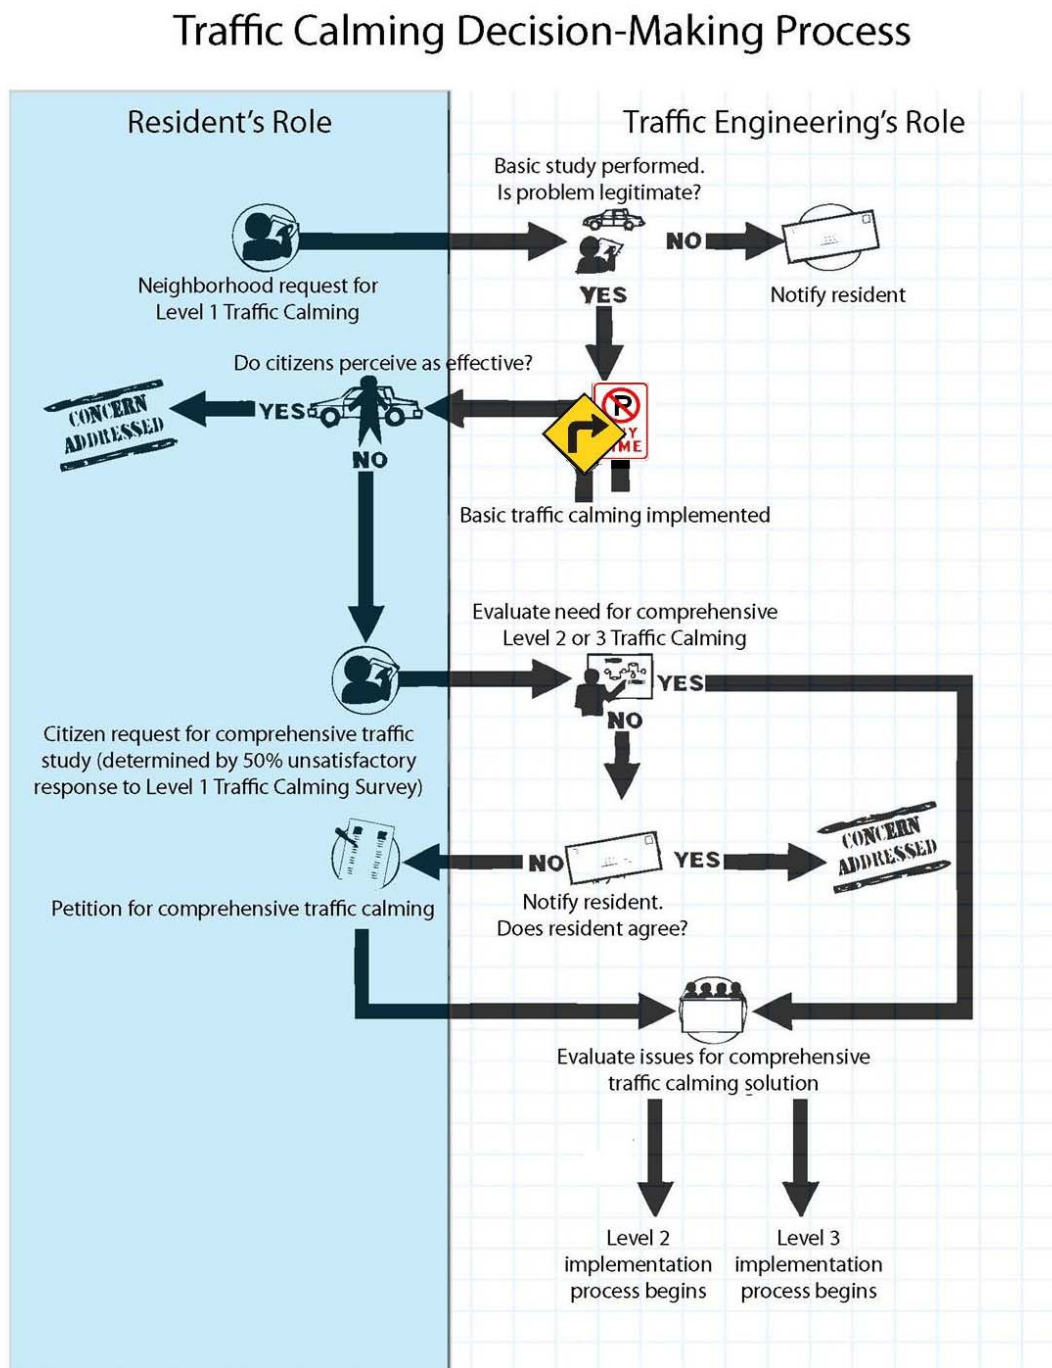 Traffic Calming Decision-Making Process
Resident's Role
Traffic Engineering's Role
Basic study performed.
Is problem legitimate?
NO
Neighborhood request for
Level 1 Traffic Calming
YES
Notify resident
Do citizens perceive as effective?
CONCERN
ADDRESSED
YES
NO
P
ME
Basic traffic calming implemented
Evaluate need for comprehensive
Level 2 or 3 Traffic Calming
YES
NO
Citizen request for comprehensive traffic
study (determined by 50% unsatisfactory
response to Level 1 Traffic Calming Survey)
CONCERN
ADDRESSED
NO
YES
Petition for comprehensive traffic calming
Notify resident.
Does resident agree?
Evaluate issues for comprehensive
traffic calming solution
Level 2
implementation
process begins
Level 3
implementation
process begins